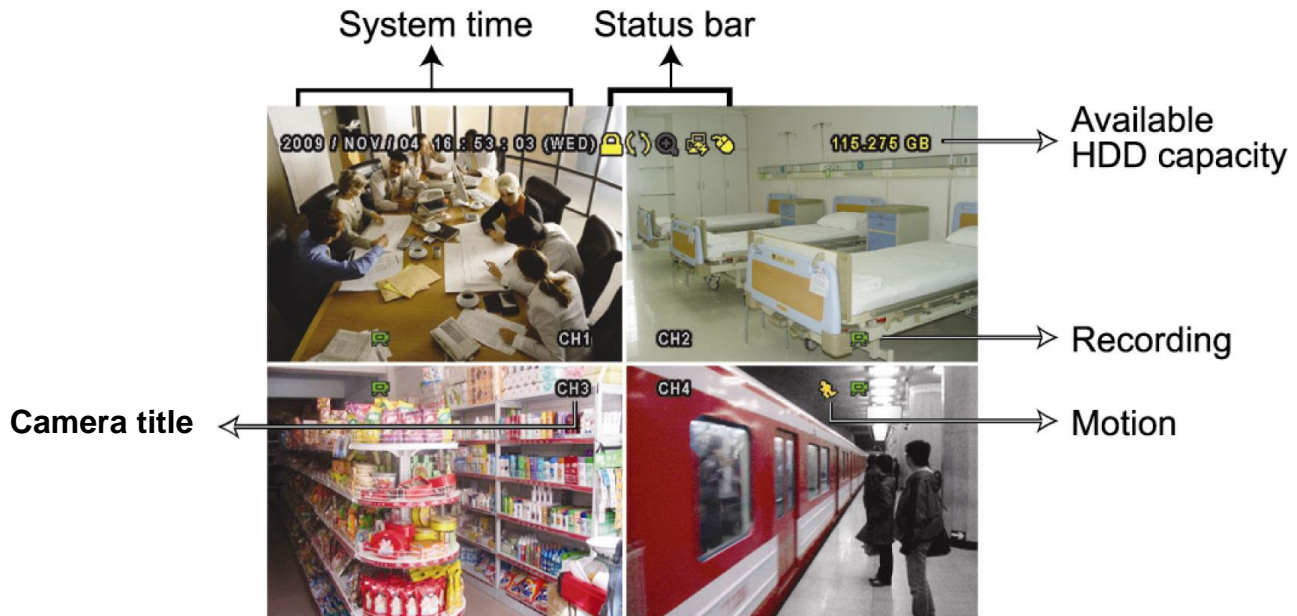 System time
Status bar
2009 / NOV / 04 16 : 53 : 03 (WED)
115.275 GB
Available
HDD capacity
CH1
CH2
Recording
CH3
CH4
Camera title
Motion